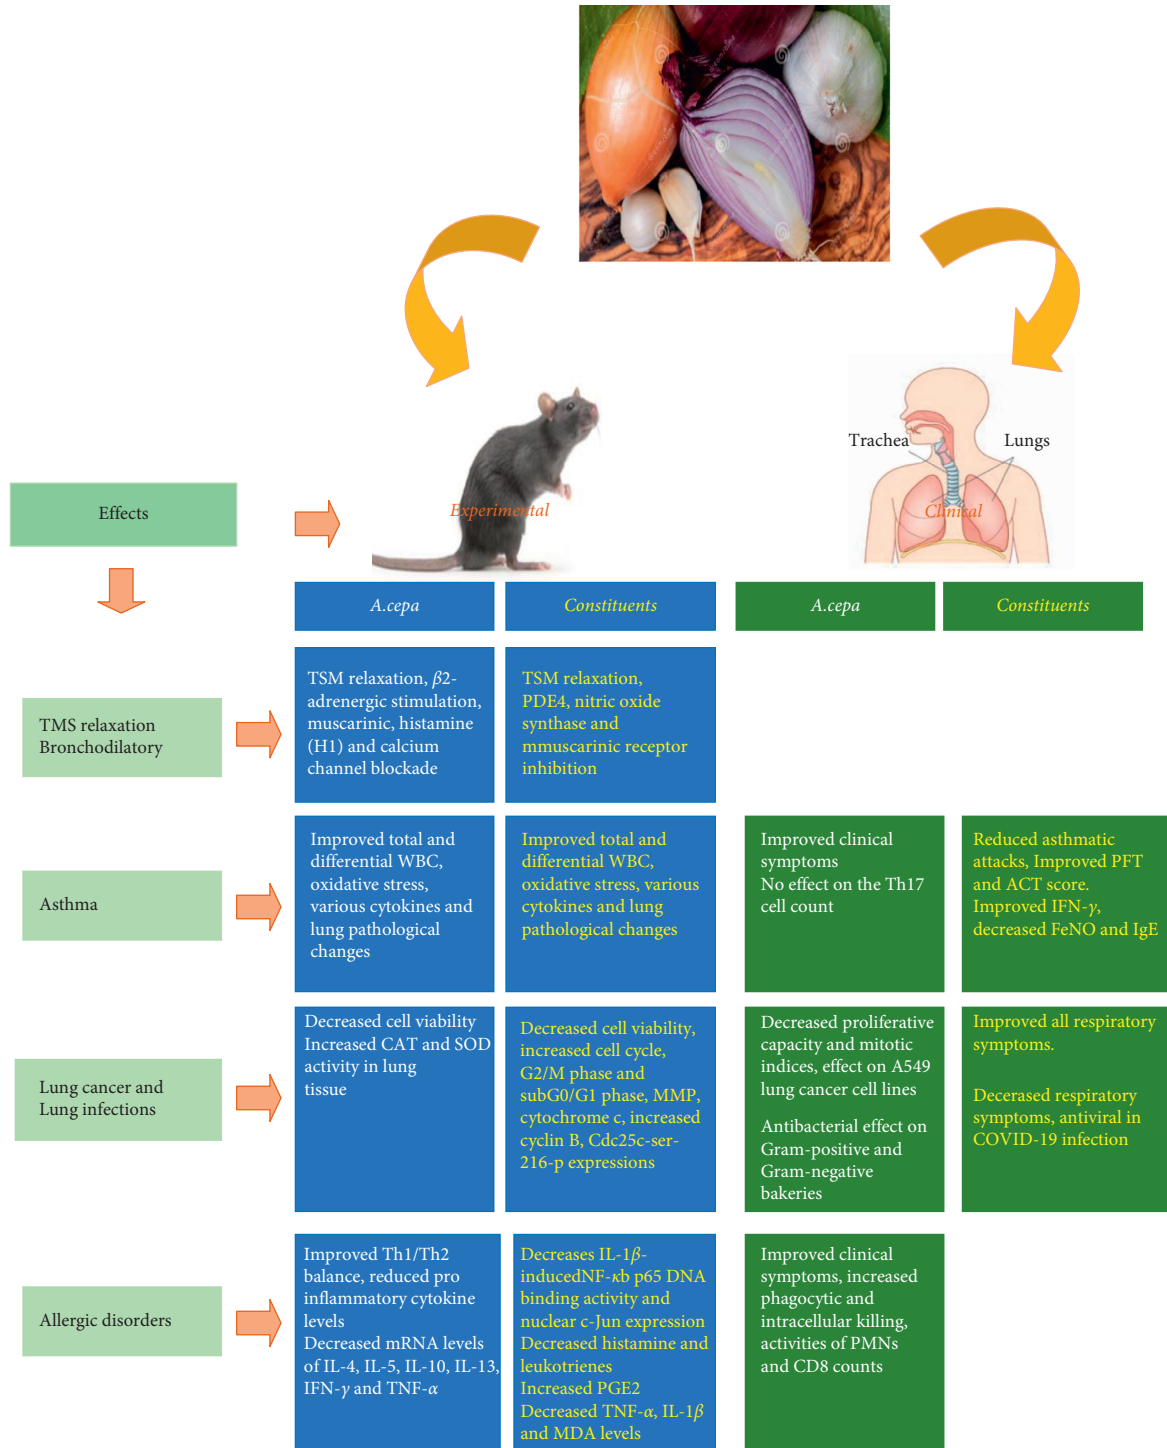 Trachea
Lungs
Experimental
Clinical
Effects
A.cepa
Constituents
A.cepa
Constituents
TMS relaxation
Bronchodilatory
TSM relaxation, β2-
adrenergic stimulation,
muscarinic, histamine
(H1) and calcium
channel blockade
TSM relaxation,
PDE4, nitric oxide
synthase and
mmuscarinic receptor
inhibition
Asthma
Improved total and
differential WBC,
oxidative stress,
various cytokines and
lung pathological
changes
Improved total and
differential WBC,
oxidative stress, various
cytokines and lung
pathological changes
Improved clinical
symptoms
No effect on the Th17
cell count
Reduced asthmatic
attacks, Improved PFT
and ACT score.
Improved IFN-γ,
decreased FeNO and IgE
Lung cancer and
Lung infections
Decreased cell viability
Increased CAT and SOD
activity in lung
tissue
Decreased cell viability,
increased cell cycle,
G2/M phase and
subG0/G1 phase, MMP,
cytochrome c, increased
cyclin B, Cdc25c-ser-
216-p expressions
Decreased proliferative
capacity and mitotic
indices, effect on A549
lung cancer cell lines
Antibacterial effect on
Gram-positive and
Gram-negative
bakeries
Improved all respiratory
symptoms.
Decerased respiratory
symptoms, antiviral in
COVID-19 infection
Allergic disorders
Improved Th1/Th2
balance, reduced pro
inflammatory cytokine
levels
Decreased mRNA levels
of IL-4, IL-5, IL-10, IL-13,
IFN-γ and TNF-α
Decreases IL-1β-
inducedNF-κb p65 DNA
binding activity and
nuclear c-Jun expression
Decreased histamine and
leukotrienes
Increased PGE2
Decreased TNF-α, IL-1β
and MDA levels
Improved clinical
symptoms, increased
phagocytic and
intracellular killing,
activities of PMNs
and CD8 counts